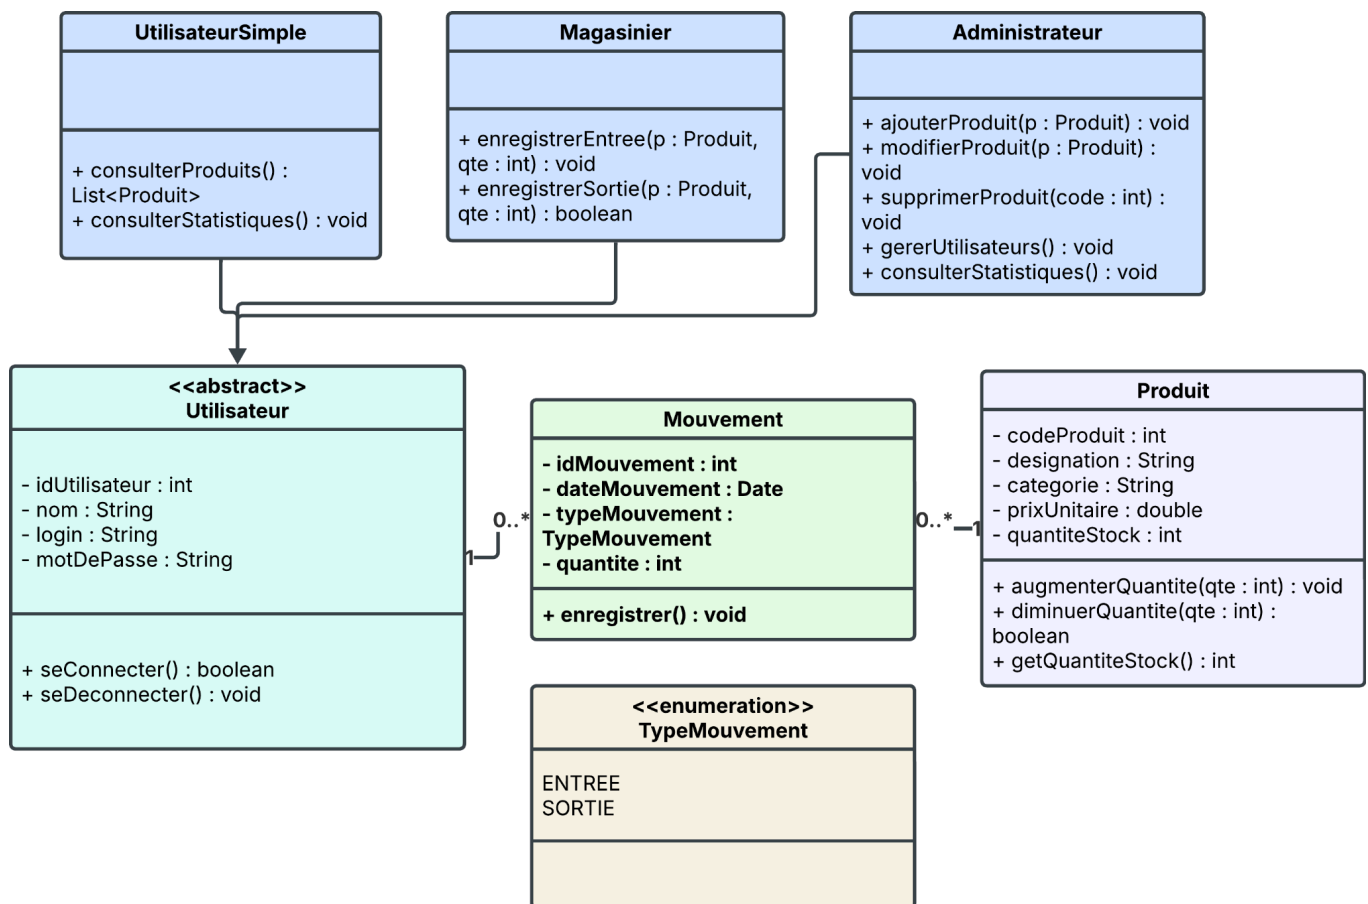 UtilisateurSimple
+ consulterProduits() :
List<Produit>
+ consulterStatistiques() : void
Magasinier
+ enregistrerEntree(p : Produit,
qte : int) : void
+ enregistrerSortie(p : Produit,
qte : int) : boolean
Administrateur
+ ajouterProduit(p : Produit) : void
+ modifierProduit(p : Produit) :
void
+ supprimerProduit(code : int) :
void
+ gererUtilisateurs() : void
+ consulterStatistiques() : void
<<abstract>>
Utilisateur
- idUtilisateur : int
- nom : String
- login : String
- motDePasse : String
+ seConnecter() : boolean
+ seDeconnecter() : void
1
0..*
Mouvement
- idMouvement : int
- dateMouvement : Date
- typeMouvement :
TypeMouvement
- quantite : int
+ enregistrer() : void
0..*
1
Produit
- codeProduit : int
- designation : String
- categorie : String
- prixUnitaire : double
- quantiteStock : int
+ augmenterQuantite(qte : int) : void
+ diminuerQuantite(qte : int) :
boolean
+ getQuantiteStock() : int
<<enumeration>>
TypeMouvement
ENTREE
SORTIE